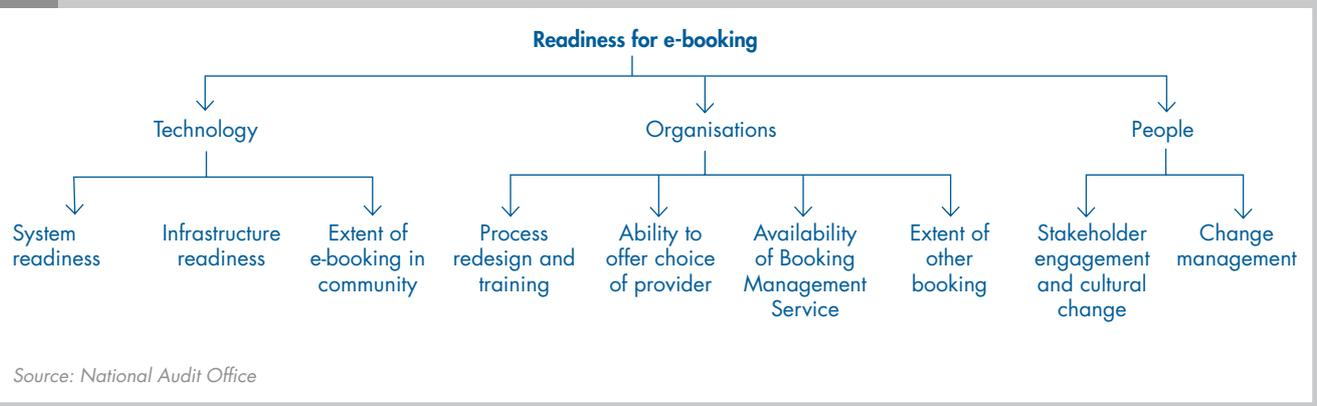 Readiness for e-booking
Technology
Organisations
People
System
readiness
Infrastructure
readiness
Extent of
e-booking in
community
Process
redesign and
training
Ability to
offer choice
of provider
Availability
of Booking
Management
Service
Extent of
other
booking
Stakeholder
engagement
and cultural
change
Change
management
Source: National Audit Office